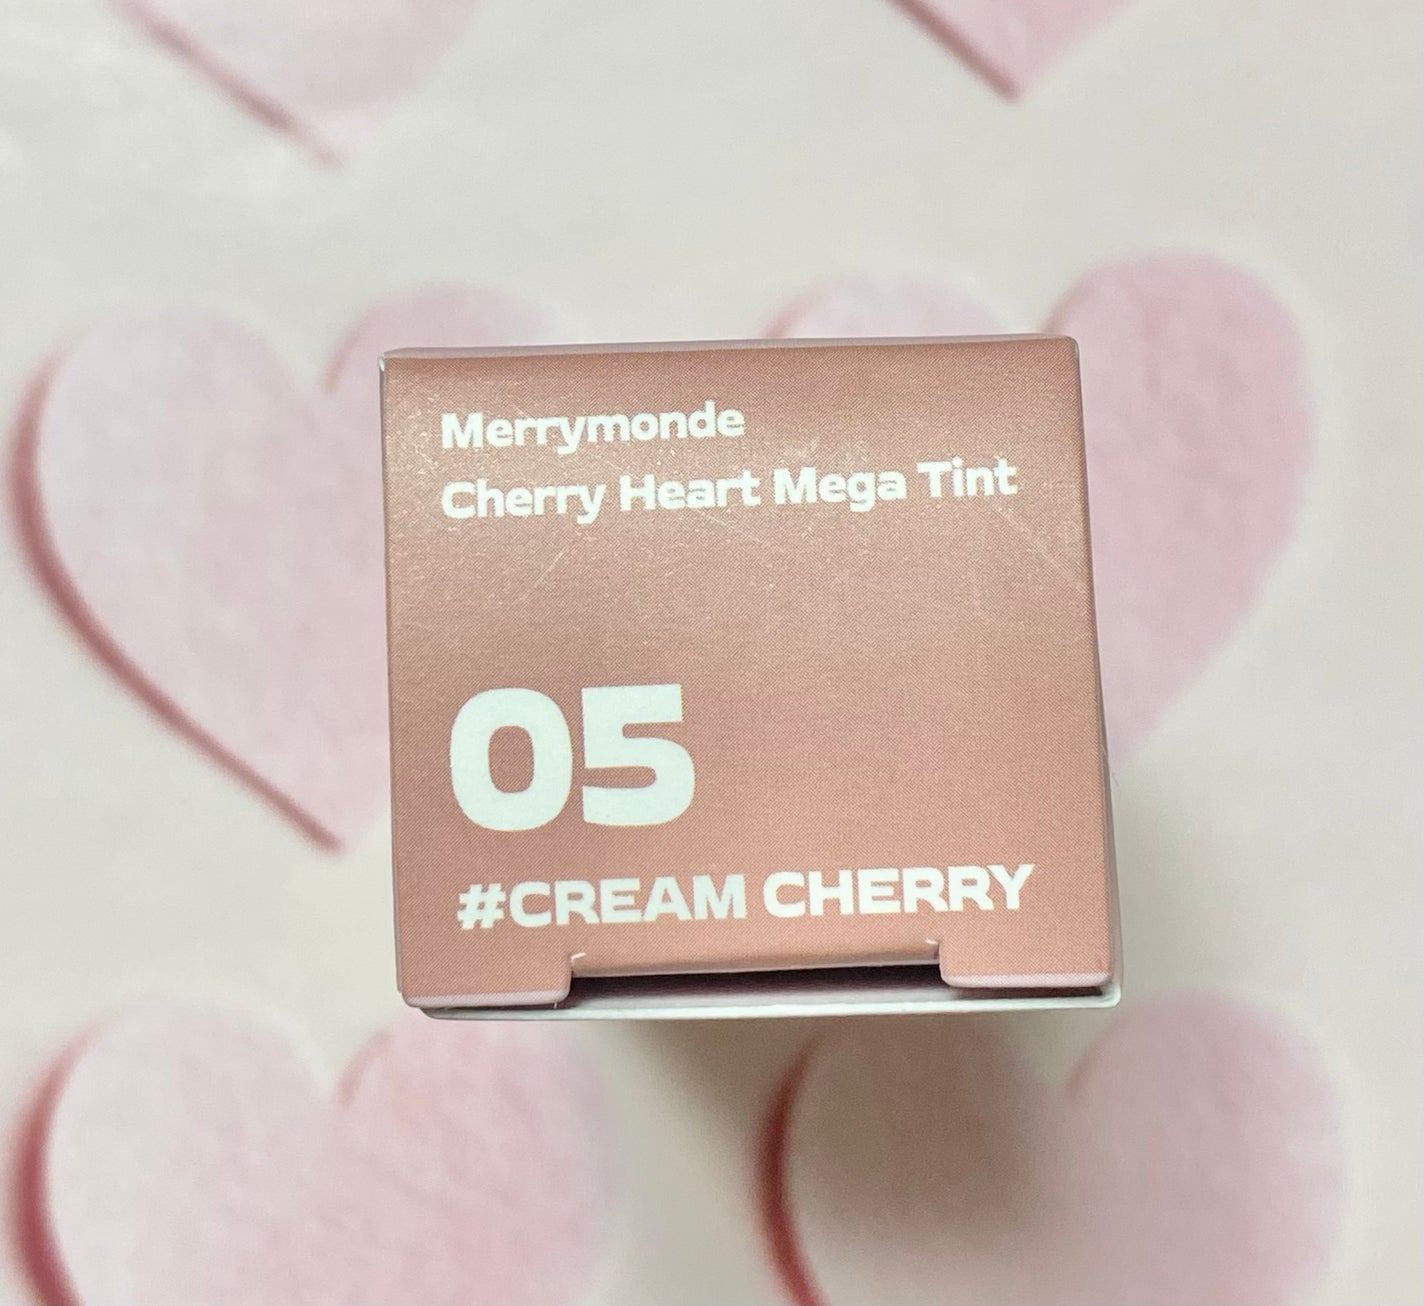 Merrymonde
Cherry Heart Mega Tint
05
#CREAM CHERRY